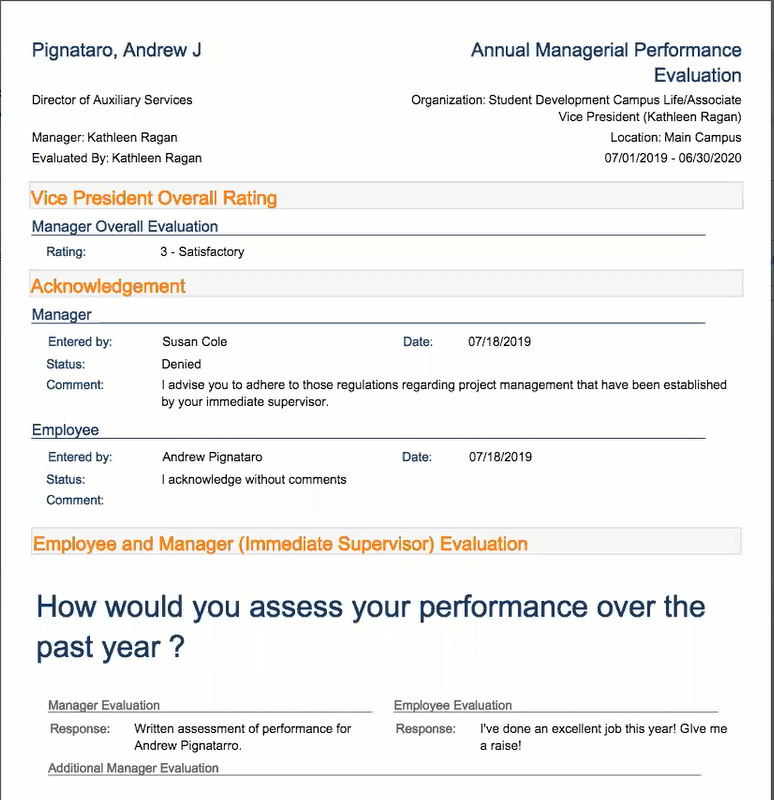 Pignataro, Andrew J
Annual Managerial Performance
Evaluation
Director of Auxiliary Services
Organization: Student Development Campus Life/Associate
Vice President (Kathleen Ragan)
Manager: Kathleen Ragan
Location: Main Campus
Evaluated By: Kathleen Ragan
07/01/2019 - 06/30/2020
Vice President Overall Rating
Manager Overall Evaluation
Rating: 3 - Satisfactory
Acknowledgement
Manager
Entered by: Susan Cole Date: 07/18/2019
Status: Denied
Comment: I advise you to adhere to those regulations regarding project management that have been established
by your immediate supervisor.
Employee
Entered by: Andrew Pignataro Date: 07/18/2019
Status: I acknowledge without comments
Comment:
Employee and Manager (Immediate Supervisor) Evaluation
How would you assess your performance over the
past year ?
Manager Evaluation
Response: Written assessment of performance for
Andrew Pignatarro.
Employee Evaluation
Response: I've done an excellent job this year! GIve me
a raise!
Additional Manager Evaluation